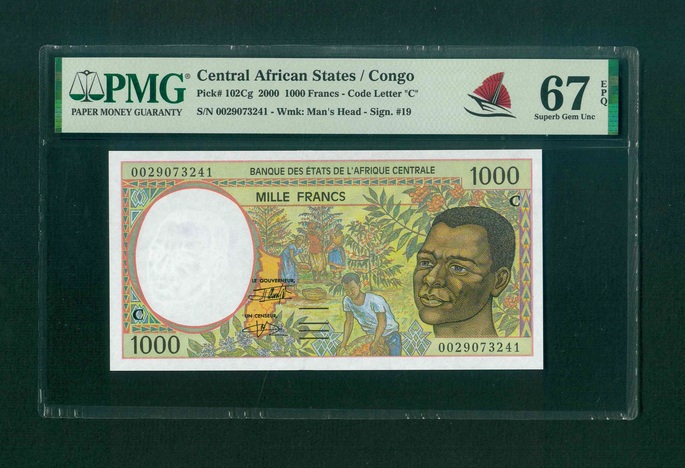 PMG®
PAPER MONEY GUARANTY
Central African States / Congo
Pick# 102Cg 2000 1000 Francs - Code Letter "C"
S/N 0029073241 - Wmk: Man's Head - Sign. #19
67 EPQ
Superb Gem Unc
0029073241 BANQUE DES ÉTATS DE L'AFRIQUE CENTRALE 1000
MILLE FRANCS C
LE GOUVERNEUR,
C UN CENSEUR,
1000 0029073241